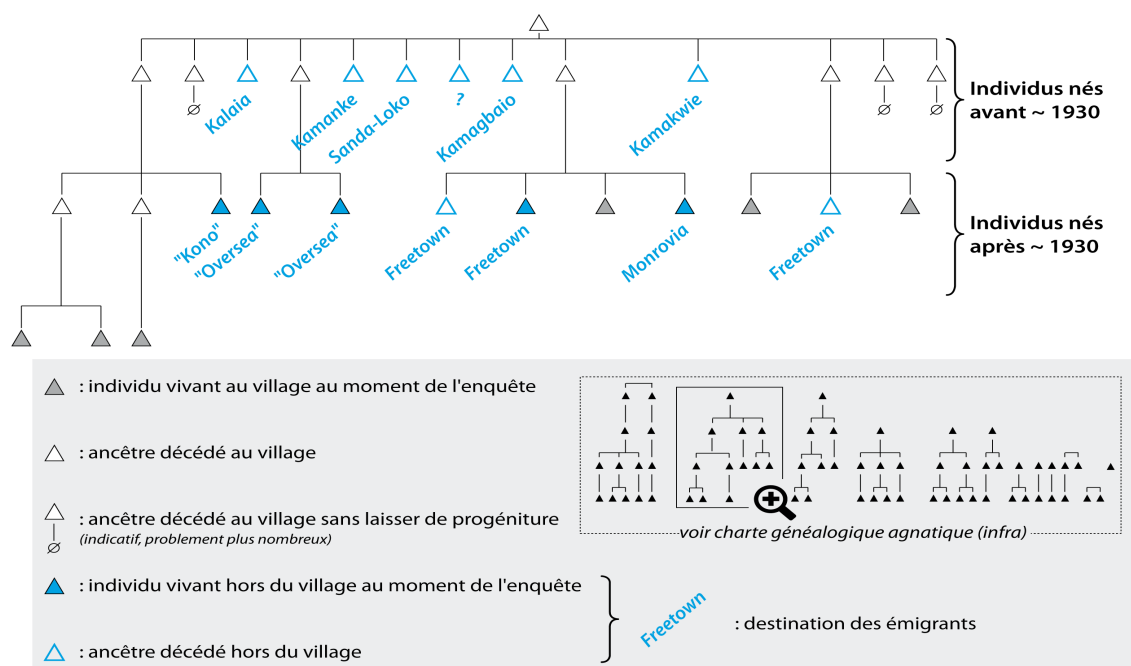 Individus nés
avant ~ 1930
Kalaia
Kamanke
Sanda-Loko
?
Kamagbaio
Kamakwie
Individus nés
après ~ 1930
"Kono"
"Oversea"
"Oversea"
Freetown
Freetown
Monrovia
Freetown
: individu vivant au village au moment de l'enquête
: ancêtre décédé au village
: ancêtre décédé au village sans laisser de progéniture
(indicatif, problement plus nombreux)
: individu vivant hors du village au moment de l'enquête
: ancêtre décédé hors du village
Freetown
: destination des émigrants
voir charte généalogique agnatique (infra)